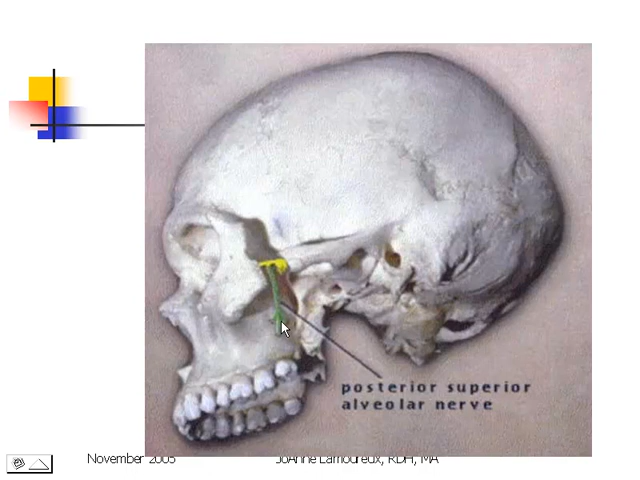 posterior superior
alveolar nerve
November 2005
JoAnne Lamoureux, RDH, MA